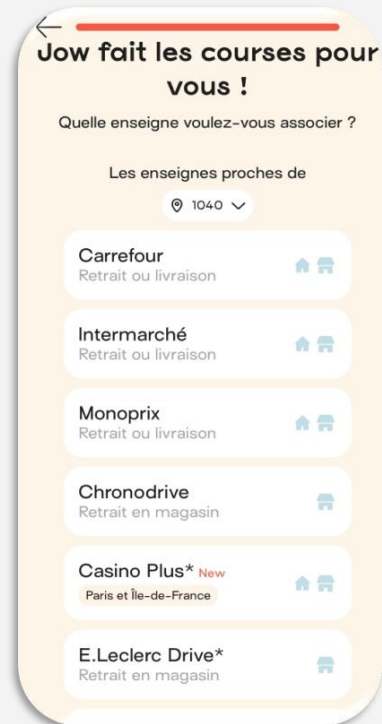 Jow fait les courses pour
vous !
Quelle enseigne voulez-vous associer ?
Les enseignes proches de
1040
Carrefour
Retrait ou livraison
Intermarché
Retrait ou livraison
Monoprix
Retrait ou livraison
Chronodrive
Retrait en magasin
Casino Plus* New
Paris et Île-de-France
E.Leclerc Drive*
Retrait en magasin